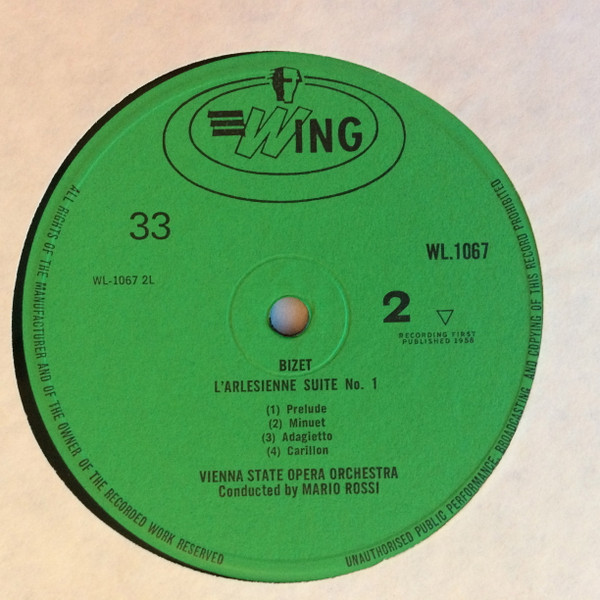 WING
33
WL.1067
WL-1067 2L
2
RECORDING FIRST
PUBLISHED 1958
BIZET
L'ARLESIENNE SUITE No. 1
(1) Prelude
(2) Minuet
(3) Adagietto
(4) Carillon
VIENNA STATE OPERA ORCHESTRA
Conducted by MARIO ROSSI
ALL RIGHTS OF THE MANUFACTURER AND OF THE OWNER OF THE RECORDED WORK RESERVED
UNAUTHORISED PUBLIC PERFORMANCE, BROADCASTING, AND COPYING OF THIS RECORD PROHIBITED